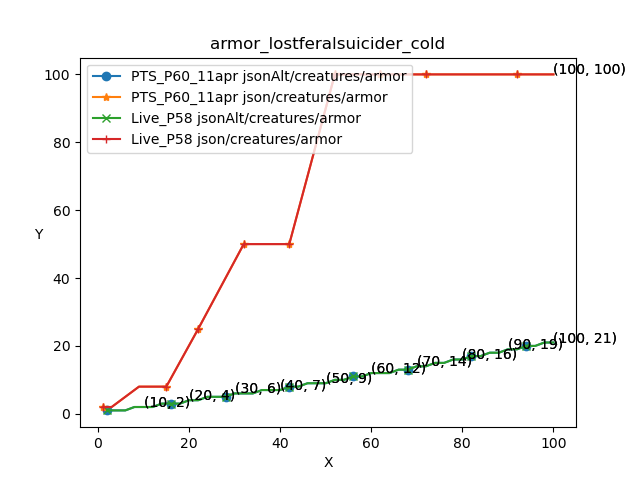 armor_lostferalsuicider_cold
PTS_P60_11apr jsonAlt/creatures/armor
PTS_P60_11apr json/creatures/armor
Live_P58 jsonAlt/creatures/armor
Live_P58 json/creatures/armor
(100, 100)
(100, 21)
(90, 19)
(80, 16)
(70, 14)
(60, 12)
(50, 9)
(40, 7)
(30, 6)
(20, 4)
(10, 2)
Y
100
80
60
40
20
0
0 20 40 60 80 100
X